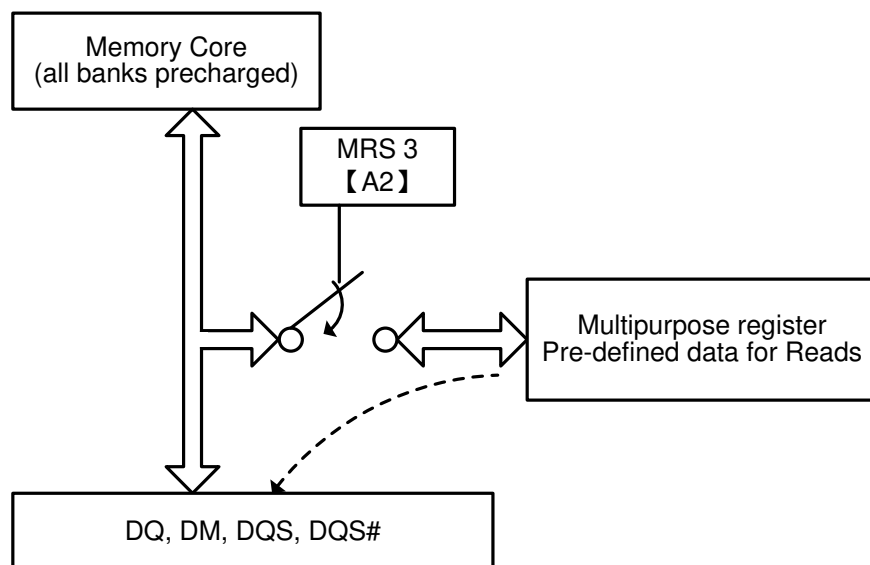 Memory Core
(all banks precharged)
MRS 3
【A2】
Multipurpose register
Pre-defined data for Reads
DQ, DM, DQS, DQS#